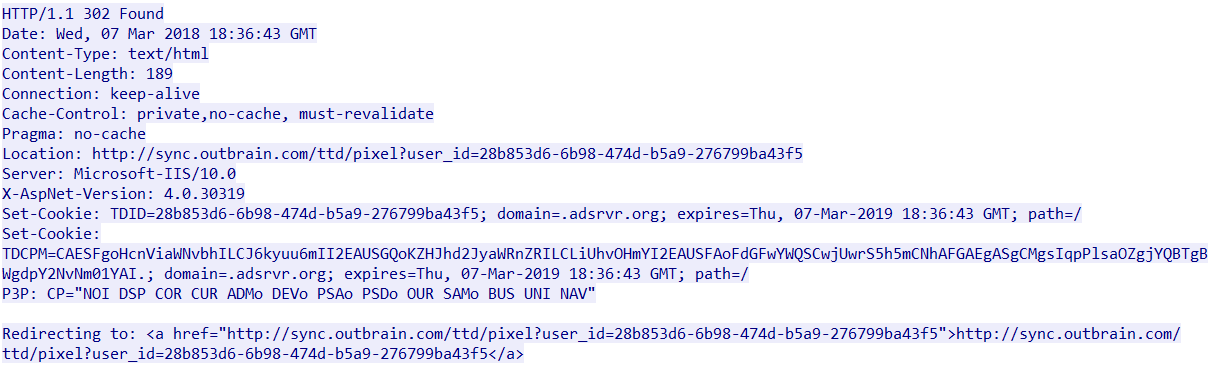 HTTP/1.1 302 Found
Date: Wed, 07 Mar 2018 18:36:43 GMT
Content-Type: text/html
Content-Length: 189
Connection: keep-alive
Cache-Control: private,no-cache, must-revalidate
Pragma: no-cache
Location: http://sync.outbrain.com/ttd/pixel?user_id=28b853d6-6b98-474d-b5a9-276799ba43f5
Server: Microsoft-IIS/10.0
X-AspNet-Version: 4.0.30319
Set-Cookie: TDID=28b853d6-6b98-474d-b5a9-276799ba43f5; domain=.adsrvr.org; expires=Thu, 07-Mar-2019 18:36:43 GMT; path=/
Set-Cookie:
TDCPM=CAESFgoHcnViaWNvbhILCJ6kyuu6mII2EAUSGQoKZHJhd2JyaWRnZRILCLiUhvOHmYI2EAUSFAoFdGFwYWQSCwjUwrS5h5mCNhAFGAEgASgCMgsIqpPlsaOZgjYQBTgB
WgdpY2NvNm01YAI.; domain=.adsrvr.org; expires=Thu, 07-Mar-2019 18:36:43 GMT; path=/
P3P: CP="NOI DSP COR CUR ADMo DEVo PSAo PSDo OUR SAMo BUS UNI NAV"
Redirecting to: <a href="http://sync.outbrain.com/ttd/pixel?user_id=28b853d6-6b98-474d-b5a9-276799ba43f5">http://sync.outbrain.com/
ttd/pixel?user_id=28b853d6-6b98-474d-b5a9-276799ba43f5</a>